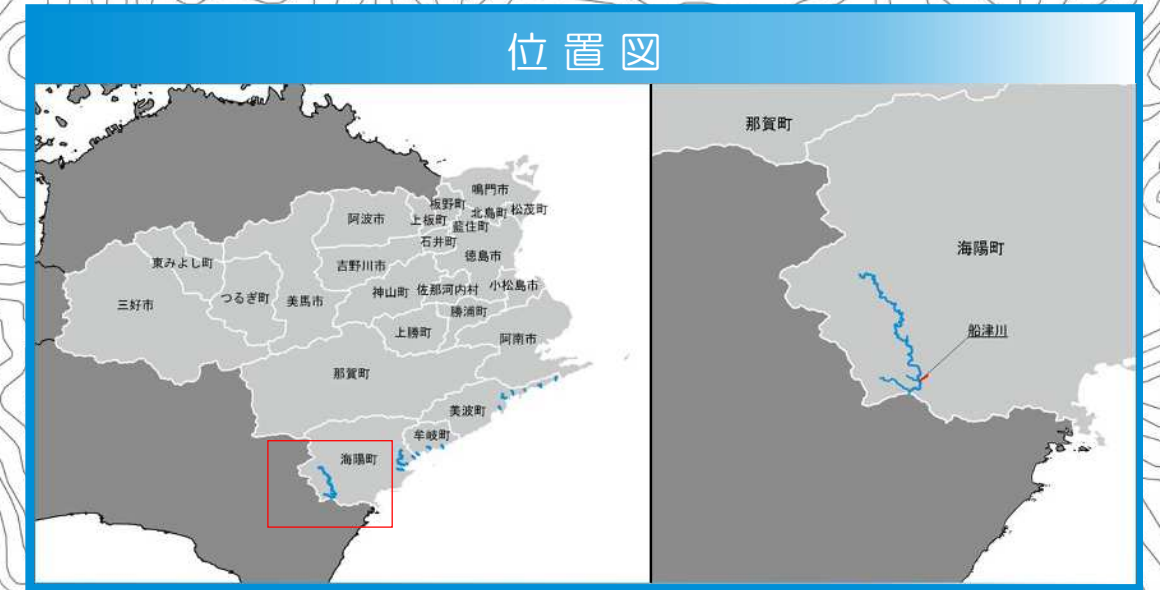 位置図
鳴門市
板野町
北島町
松茂町
上板町
藍住町
阿波市
石井町
徳島市
東みよし町
吉野川市
つるぎ町
美馬市
神山町
佐那河内村
小松島市
三好市
勝浦町
上勝町
阿南市
那賀町
美波町
牟岐町
海陽町
那賀町
海陽町
船津川